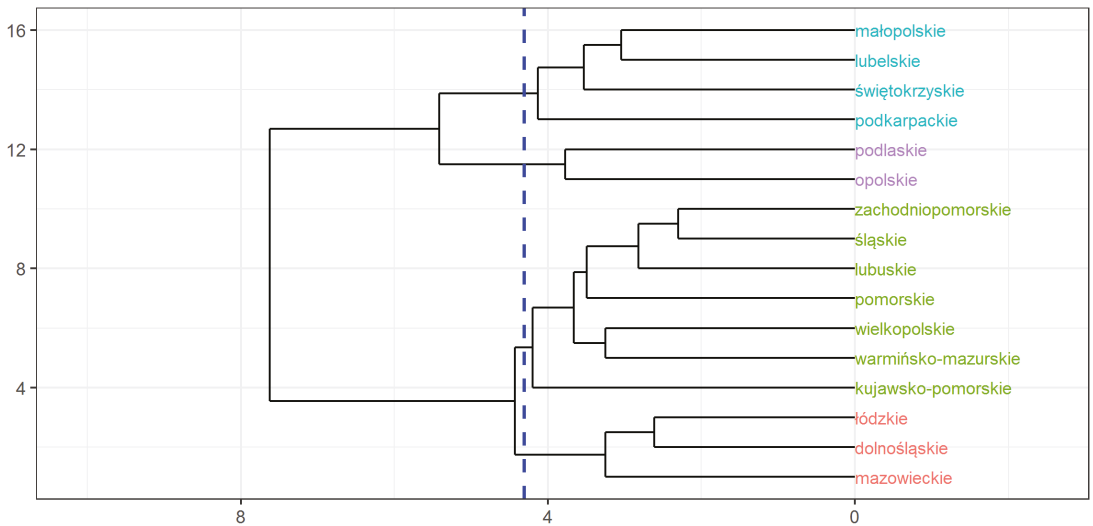 16
małopolskie
lubelskie
świętokrzyskie
podkarpackie
12
podlaskie
opolskie
zachodniopomorskie
śląskie
8
lubuskie
pomorskie
wielkopolskie
warmińsko-mazurskie
4
kujawsko-pomorskie
łódzkie
dolnośląskie
mazowieckie
8 4 0